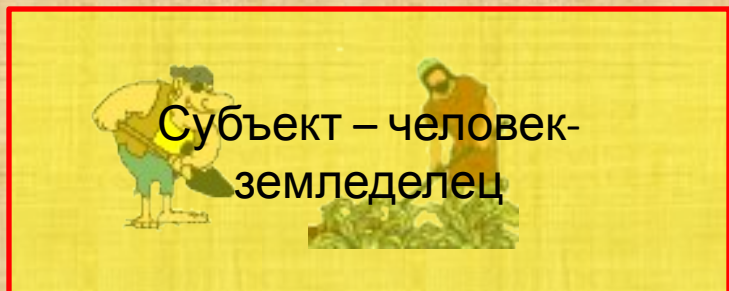 Субъект – человек-
земледелец